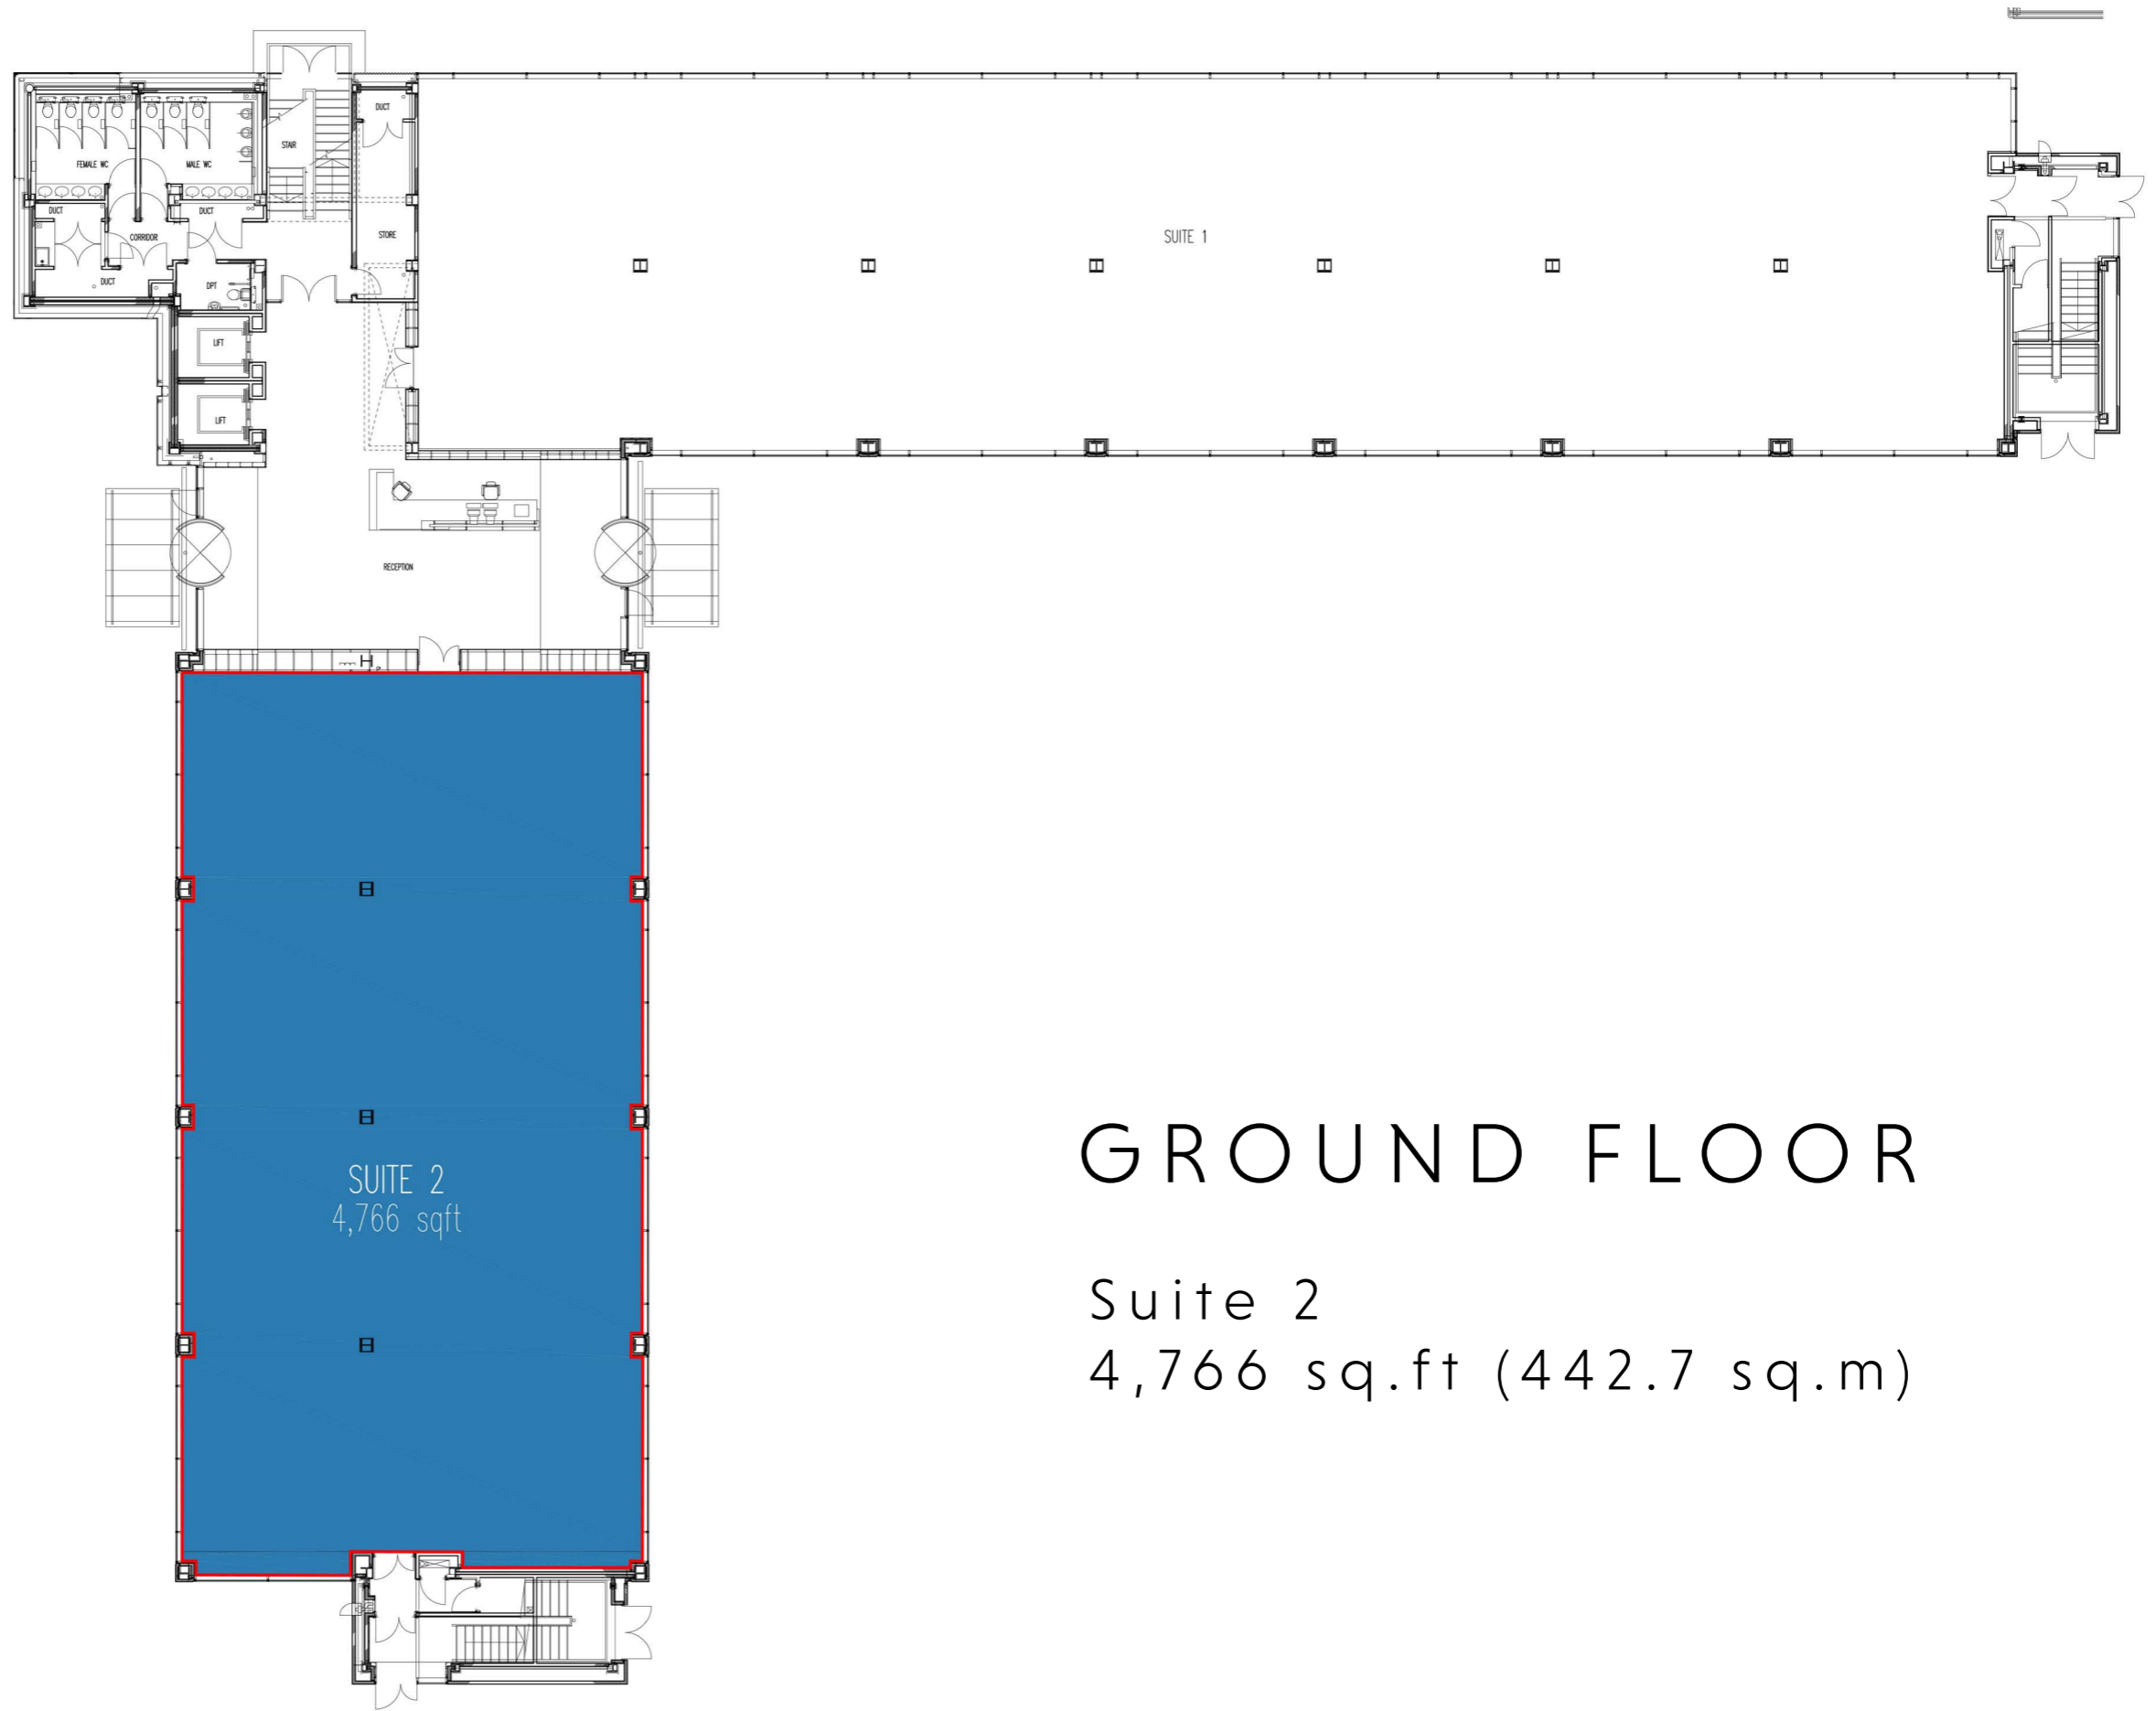 DUCT
STAIR
FEMALE WC
MALE WC
DUCT
DUCT
STORE
CORRIDOR
SUITE 1
DUCT
DPT
LIFT
LIFT
RECEPTION
SUITE 2
4,766 sqft
GROUND FLOOR
Suite 2
4,766 sq.ft (442.7 sq.m)